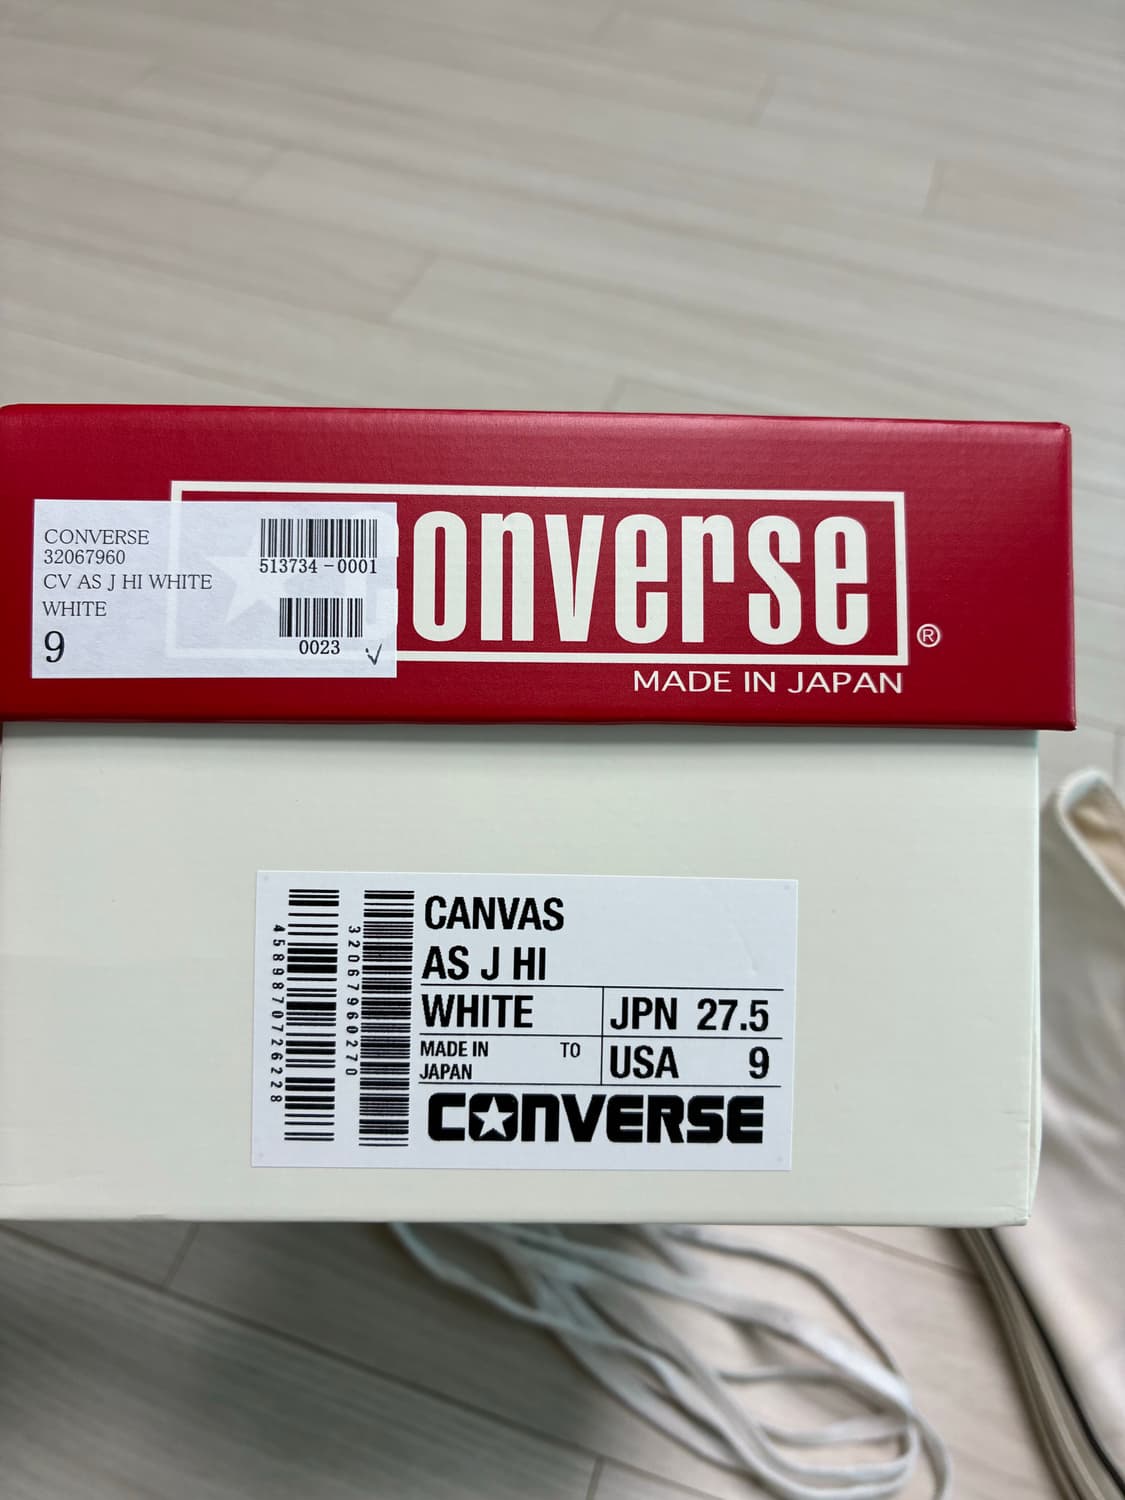 CONVERSE
32067960
CV AS J HI WHITE
WHITE
9
513734-0001
0023
Converse
®
MADE IN JAPAN
4589870726228
32067960270
CANVAS
AS J HI
WHITE
JPN 27.5
MADE IN JAPAN
TO
USA 9
CONVERSE